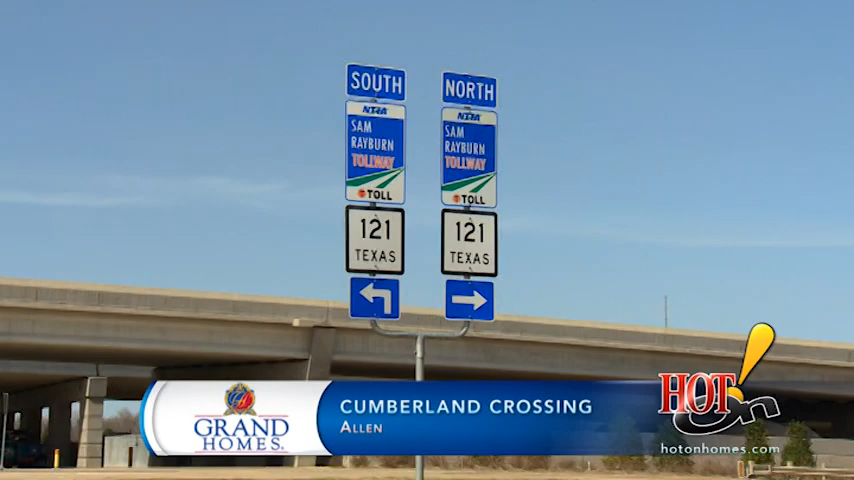 SOUTH
NTTA
SAM
RAYBURN
TOLLWAY
TOLL
121
TEXAS
NORTH
NTTA
SAM
RAYBURN
TOLLWAY
TOLL
121
TEXAS
GRAND
HOMES
CUMBERLAND CROSSING
ALLEN
HOT! On
hotonhomes.com